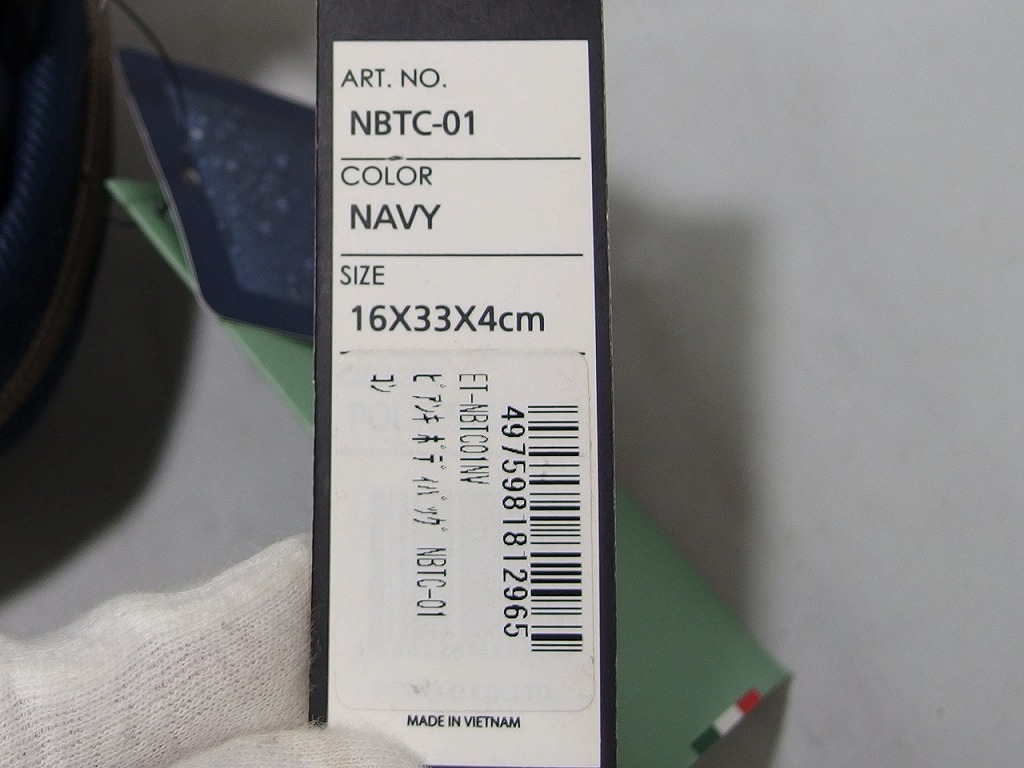 ART. NO.
NBTC-01
COLOR
NAVY
SIZE
16X33X4cm
4975981812965
EI-NBTC01NV
ﾋﾞｱﾝｷ ﾎﾞﾃﾞｨﾊﾞｯｸﾞ NBTC-01
ｺﾝ
MADE IN VIETNAM